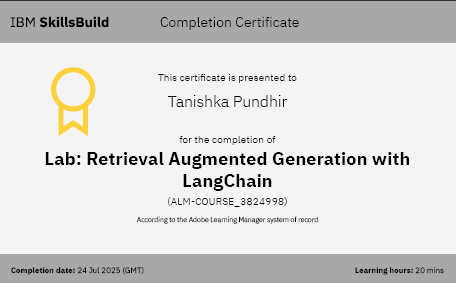 IBM SkillsBuild
Completion Certificate
This certificate is presented to
Tanishka Pundhir
for the completion of
Lab: Retrieval Augmented Generation with
LangChain
(ALM-COURSE_3824998)
According to the Adobe Learning Manager system of record
Completion date: 24 Jul 2025 (GMT)
Learning hours: 20 mins